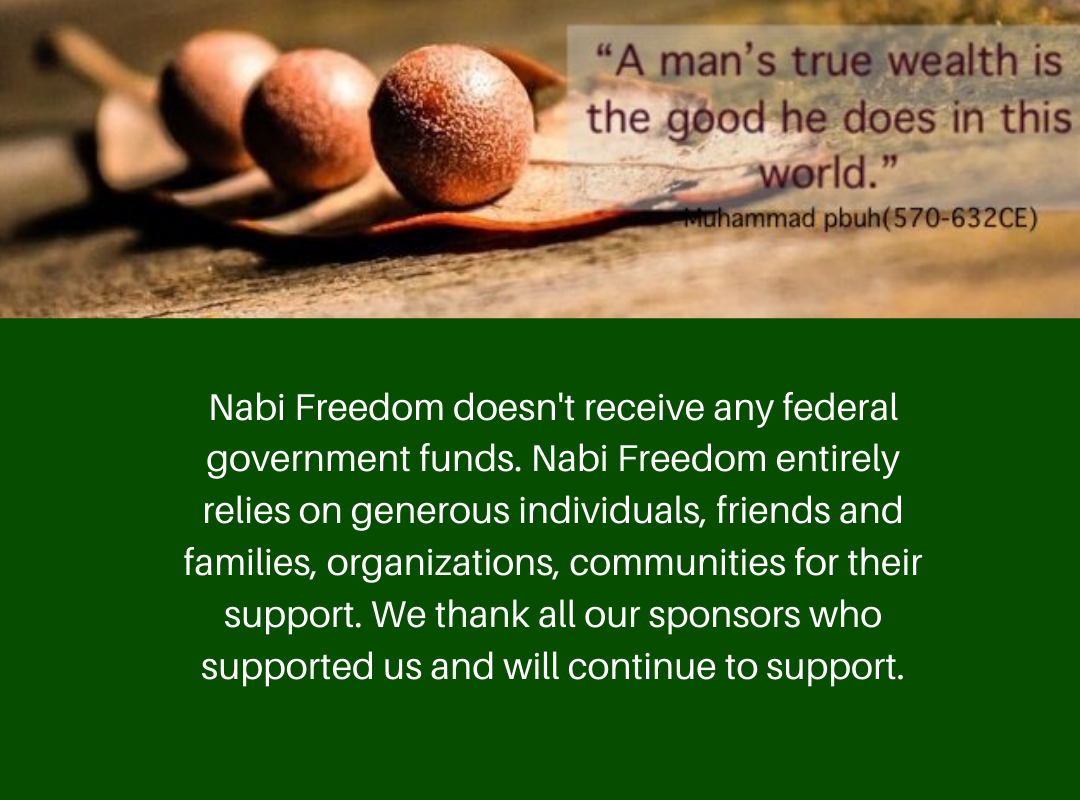 “A man’s true wealth is
the good he does in this
world.”
Muhammad pbuh(570-632CE)
Nabi Freedom doesn't receive any federal
government funds. Nabi Freedom entirely
relies on generous individuals, friends and
families, organizations, communities for their
support. We thank all our sponsors who
supported us and will continue to support.